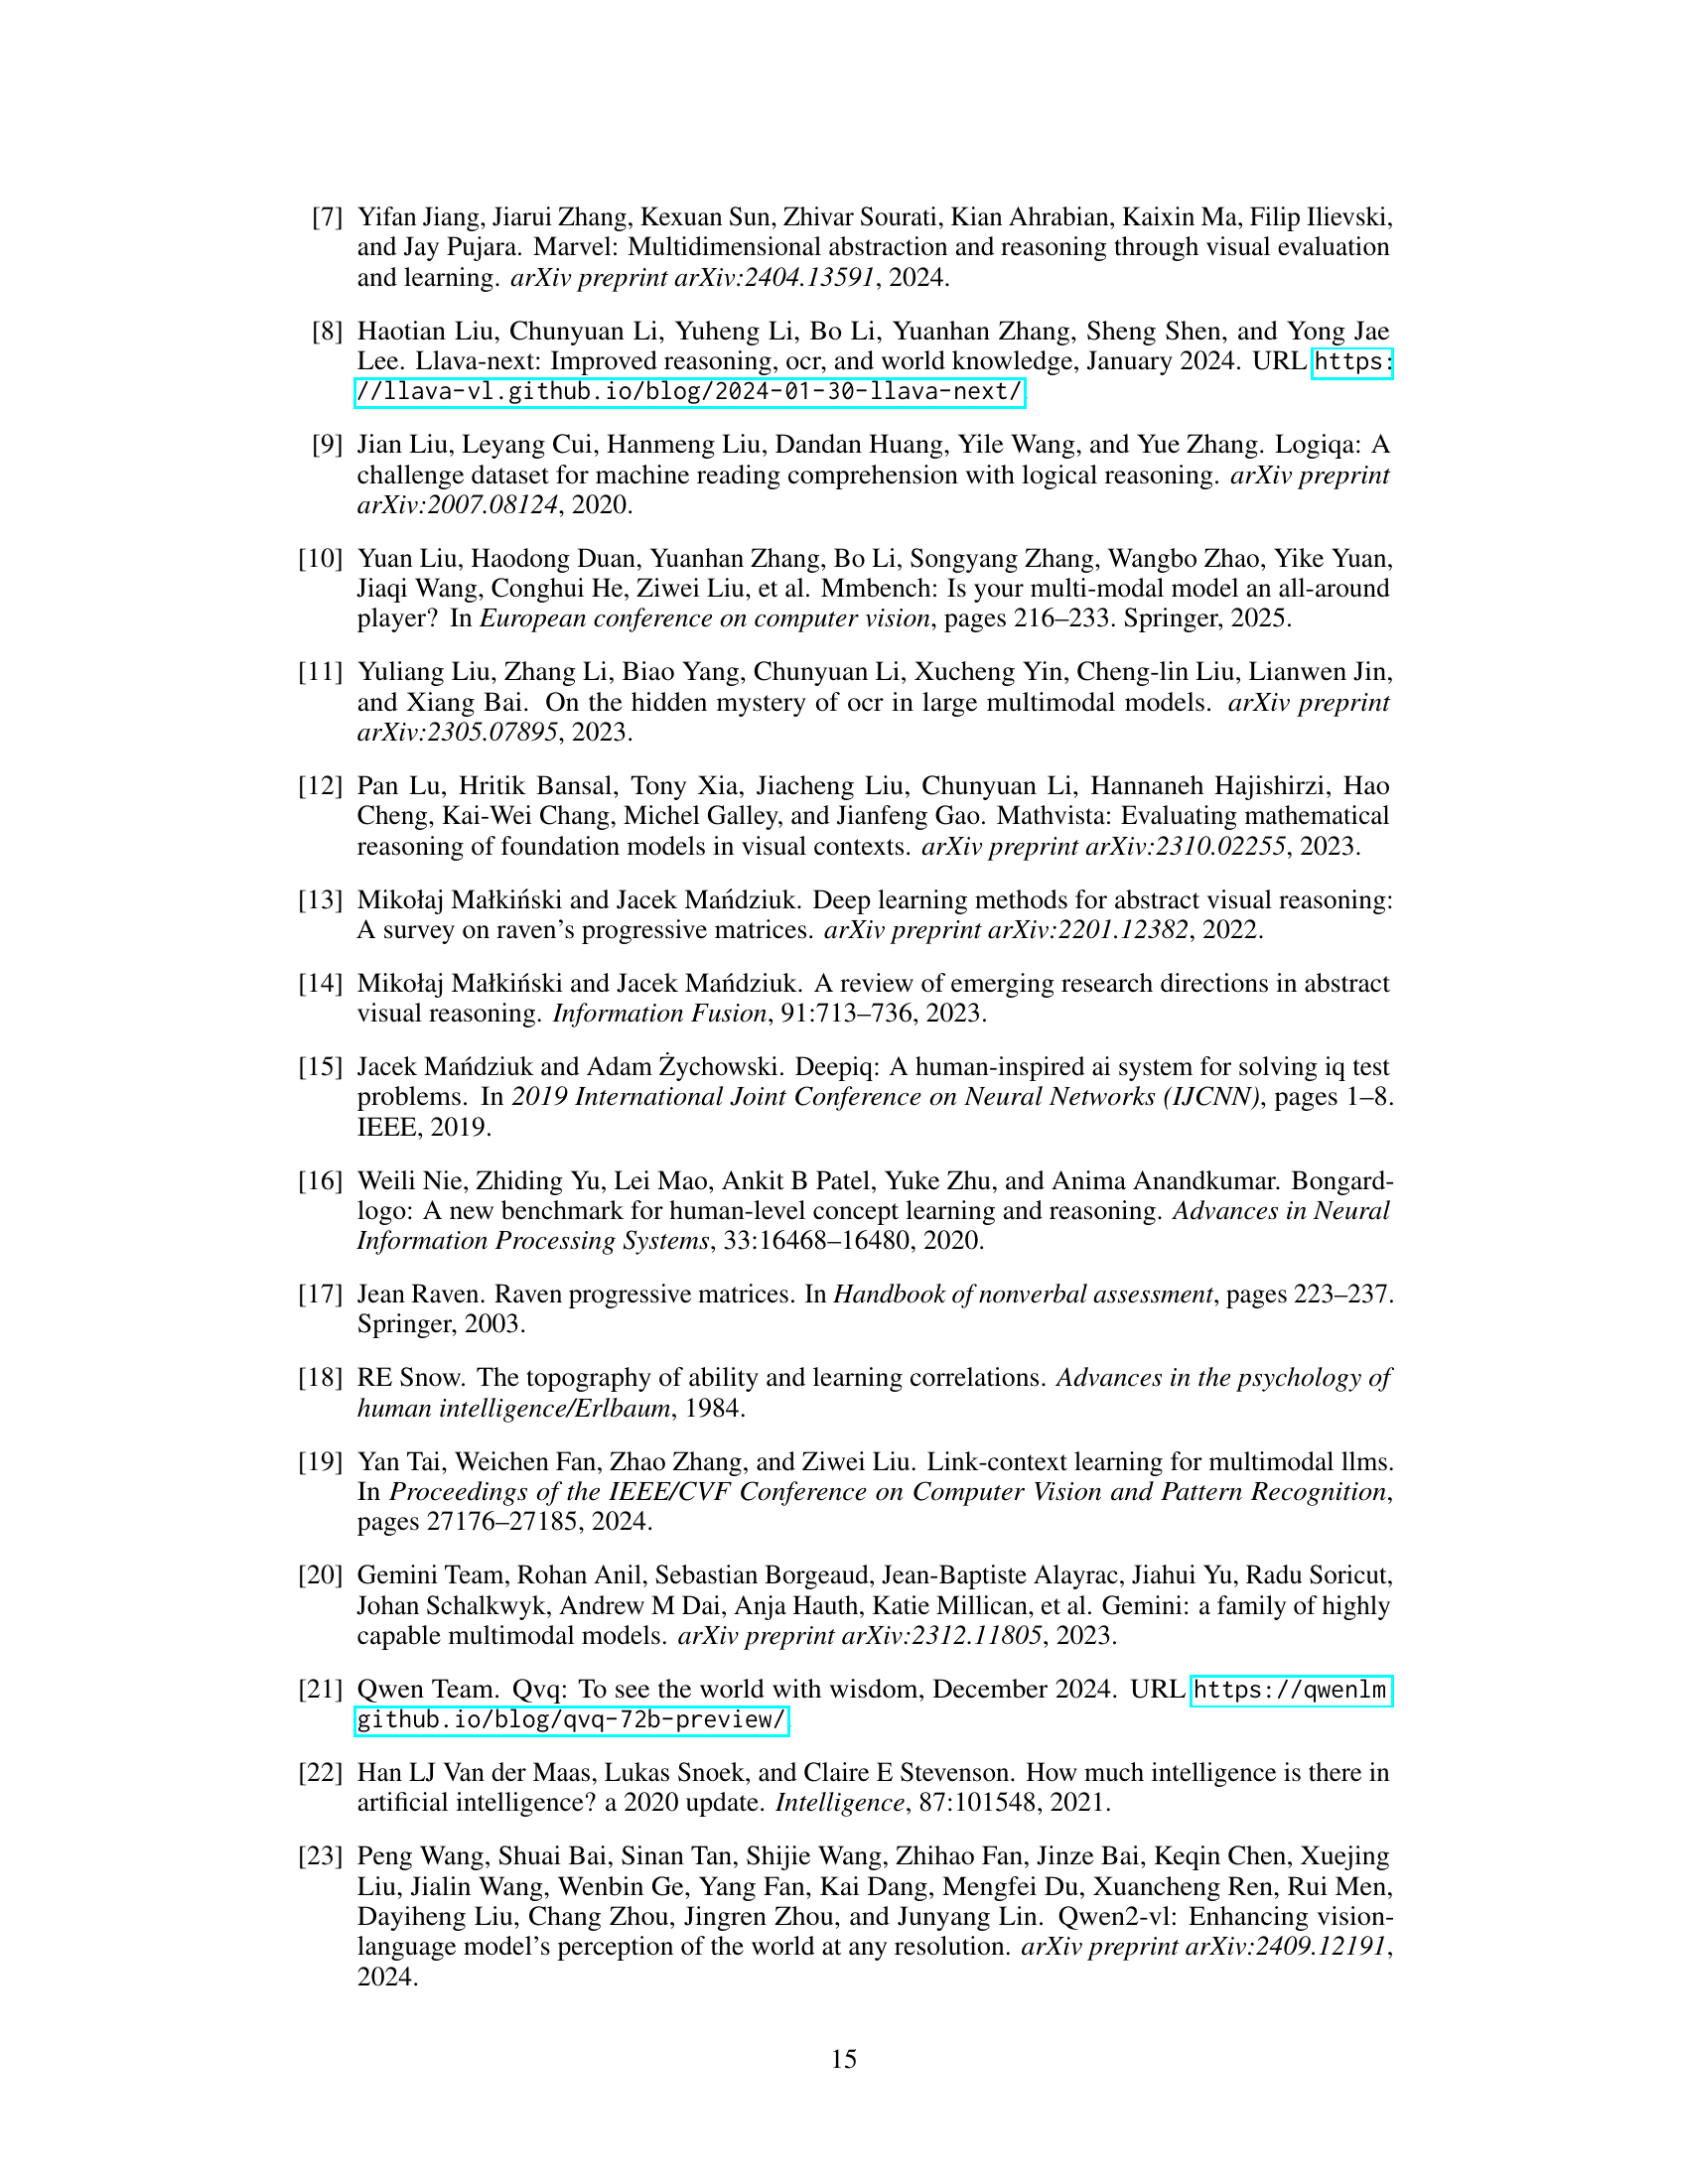 [7] Yifan Jiang, Jiarui Zhang, Kexuan Sun, Zhivar Sourati, Kian Ahrabian, Kaixin Ma, Filip Ilievski,
and Jay Pujara. Marvel: Multidimensional abstraction and reasoning through visual evaluation
and learning. arXiv preprint arXiv:2404.13591, 2024.
[8] Haotian Liu, Chunyuan Li, Yuheng Li, Bo Li, Yuanhan Zhang, Sheng Shen, and Yong Jae
Lee. Llava-next: Improved reasoning, ocr, and world knowledge, January 2024. URL https:
//llava-vl.github.io/blog/2024-01-30-llava-next/
[9] Jian Liu, Leyang Cui, Hanmeng Liu, Dandan Huang, Yile Wang, and Yue Zhang. Logiqa: A
challenge dataset for machine reading comprehension with logical reasoning. arXiv preprint
arXiv:2007.08124, 2020.
[10] Yuan Liu, Haodong Duan, Yuanhan Zhang, Bo Li, Songyang Zhang, Wangbo Zhao, Yike Yuan,
Jiaqi Wang, Conghui He, Ziwei Liu, et al. Mmbench: Is your multi-modal model an all-around
player? In European conference on computer vision, pages 216–233. Springer, 2025.
[11] Yuliang Liu, Zhang Li, Biao Yang, Chunyuan Li, Xucheng Yin, Cheng-lin Liu, Lianwen Jin,
and Xiang Bai. On the hidden mystery of ocr in large multimodal models. arXiv preprint
arXiv:2305.07895, 2023.
[12] Pan Lu, Hritik Bansal, Tony Xia, Jiacheng Liu, Chunyuan Li, Hannaneh Hajishirzi, Hao
Cheng, Kai-Wei Chang, Michel Galley, and Jianfeng Gao. Mathvista: Evaluating mathematical
reasoning of foundation models in visual contexts. arXiv preprint arXiv:2310.02255, 2023.
[13] Mikołaj Małkiński and Jacek Mańdziuk. Deep learning methods for abstract visual reasoning:
A survey on raven's progressive matrices. arXiv preprint arXiv:2201.12382, 2022.
[14] Mikołaj Małkiński and Jacek Mańdziuk. A review of emerging research directions in abstract
visual reasoning. Information Fusion, 91:713–736, 2023.
[15] Jacek Mańdziuk and Adam Żychowski. Deepiq: A human-inspired ai system for solving iq test
problems. In 2019 International Joint Conference on Neural Networks (IJCNN), pages 1–8.
IEEE, 2019.
[16] Weili Nie, Zhiding Yu, Lei Mao, Ankit B Patel, Yuke Zhu, and Anima Anandkumar. Bongard-
logo: A new benchmark for human-level concept learning and reasoning. Advances in Neural
Information Processing Systems, 33:16468–16480, 2020.
[17] Jean Raven. Raven progressive matrices. In Handbook of nonverbal assessment, pages 223–237.
Springer, 2003.
[18] RE Snow. The topography of ability and learning correlations. Advances in the psychology of
human intelligence/Erlbaum, 1984.
[19] Yan Tai, Weichen Fan, Zhao Zhang, and Ziwei Liu. Link-context learning for multimodal llms.
In Proceedings of the IEEE/CVF Conference on Computer Vision and Pattern Recognition,
pages 27176–27185, 2024.
[20] Gemini Team, Rohan Anil, Sebastian Borgeaud, Jean-Baptiste Alayrac, Jiahui Yu, Radu Soricut,
Johan Schalkwyk, Andrew M Dai, Anja Hauth, Katie Millican, et al. Gemini: a family of highly
capable multimodal models. arXiv preprint arXiv:2312.11805, 2023.
[21] Qwen Team. Qvq: To see the world with wisdom, December 2024. URL https://qwenlm
github.io/blog/qvq-72b-preview/
[22] Han LJ Van der Maas, Lukas Snoek, and Claire E Stevenson. How much intelligence is there in
artificial intelligence? a 2020 update. Intelligence, 87:101548, 2021.
[23] Peng Wang, Shuai Bai, Sinan Tan, Shijie Wang, Zhihao Fan, Jinze Bai, Keqin Chen, Xuejing
Liu, Jialin Wang, Wenbin Ge, Yang Fan, Kai Dang, Mengfei Du, Xuancheng Ren, Rui Men,
Dayiheng Liu, Chang Zhou, Jingren Zhou, and Junyang Lin. Qwen2-vl: Enhancing vision-
language model's perception of the world at any resolution. arXiv preprint arXiv:2409.12191,
2024.
15